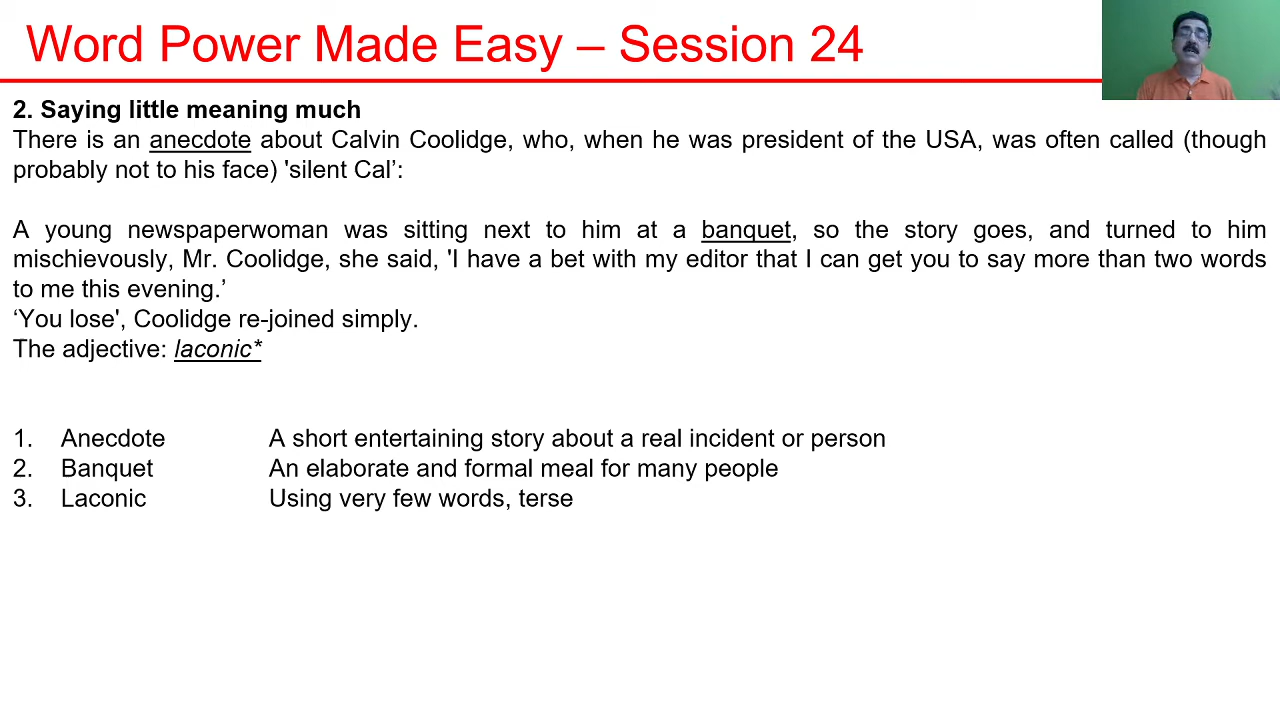 Word Power Made Easy – Session 24
2. Saying little meaning much
There is an anecdote about Calvin Coolidge, who, when he was president of the USA, was often called (though
probably not to his face) 'silent Cal’:
A young newspaperwoman was sitting next to him at a banquet, so the story goes, and turned to him
mischievously, Mr. Coolidge, she said, 'I have a bet with my editor that I can get you to say more than two words
to me this evening.’
‘You lose', Coolidge re-joined simply.
The adjective: laconic*
1. Anecdote A short entertaining story about a real incident or person
2. Banquet An elaborate and formal meal for many people
3. Laconic Using very few words, terse